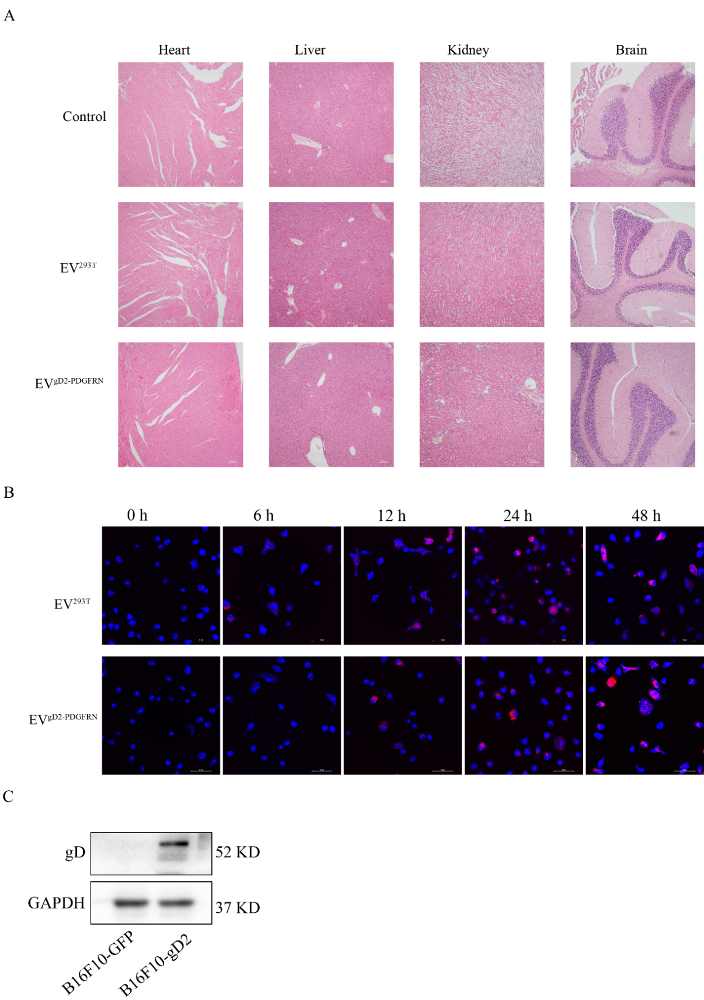 A
Heart Liver Kidney Brain
Control
EV293T
EVgD2-PDGFRN
B
0 h 6 h 12 h 24 h 48 h
EV293T
EVgD2-PDGFRN
C
gD 52 KD
GAPDH 37 KD
B16F10-GFP
B16F10-gD2